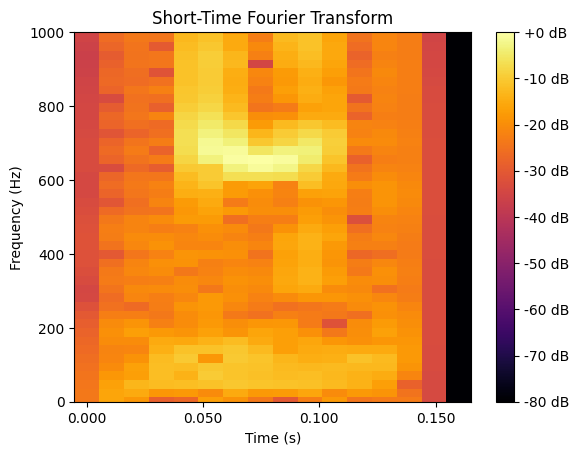 Short-Time Fourier Transform
1000
800
600
400
200
0
Frequency (Hz)
0.000
0.050
0.100
0.150
Time (s)
+0 dB
-10 dB
-20 dB
-30 dB
-40 dB
-50 dB
-60 dB
-70 dB
-80 dB